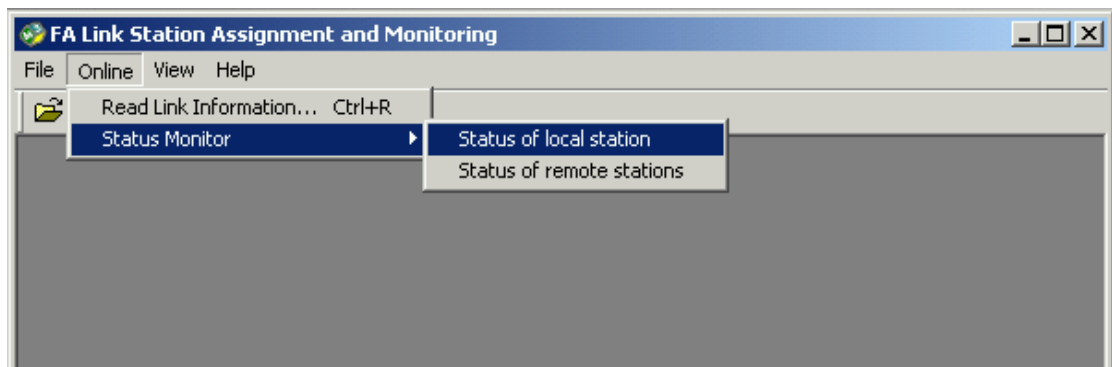 FA Link Station Assignment and Monitoring
File Online View Help
Read Link Information... Ctrl+R
Status Monitor
Status of local station
Status of remote stations